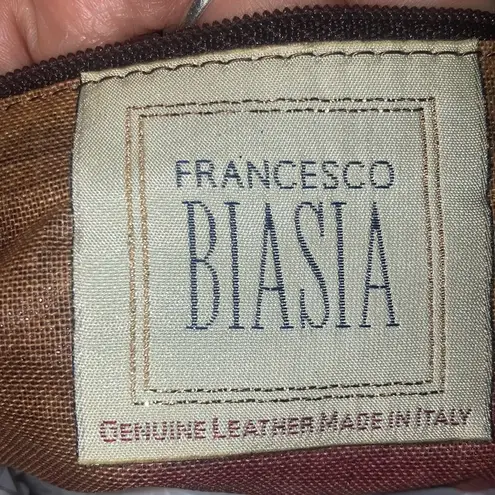 FRANCESCO
BIASIA
GENUINE LEATHER MADE IN ITALY